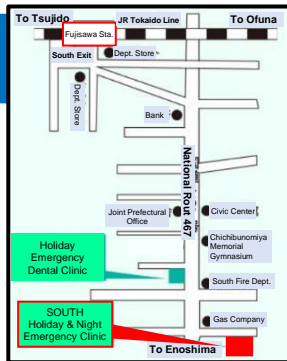 To Tsujido
JR Tokaido Line
To Ofuna
Fujisawa Sta.
South Exit
Dept. Store
Dept. Store
Bank
National Rout 467
Joint Prefectural
Office
Civic Center
Chichibunomiya
Memorial
Gymnasium
Holiday
Emergency
Dental Clinic
South Fire Dept.
SOUTH
Holiday & Night
Emergency Clinic
Gas Company
To Enoshima